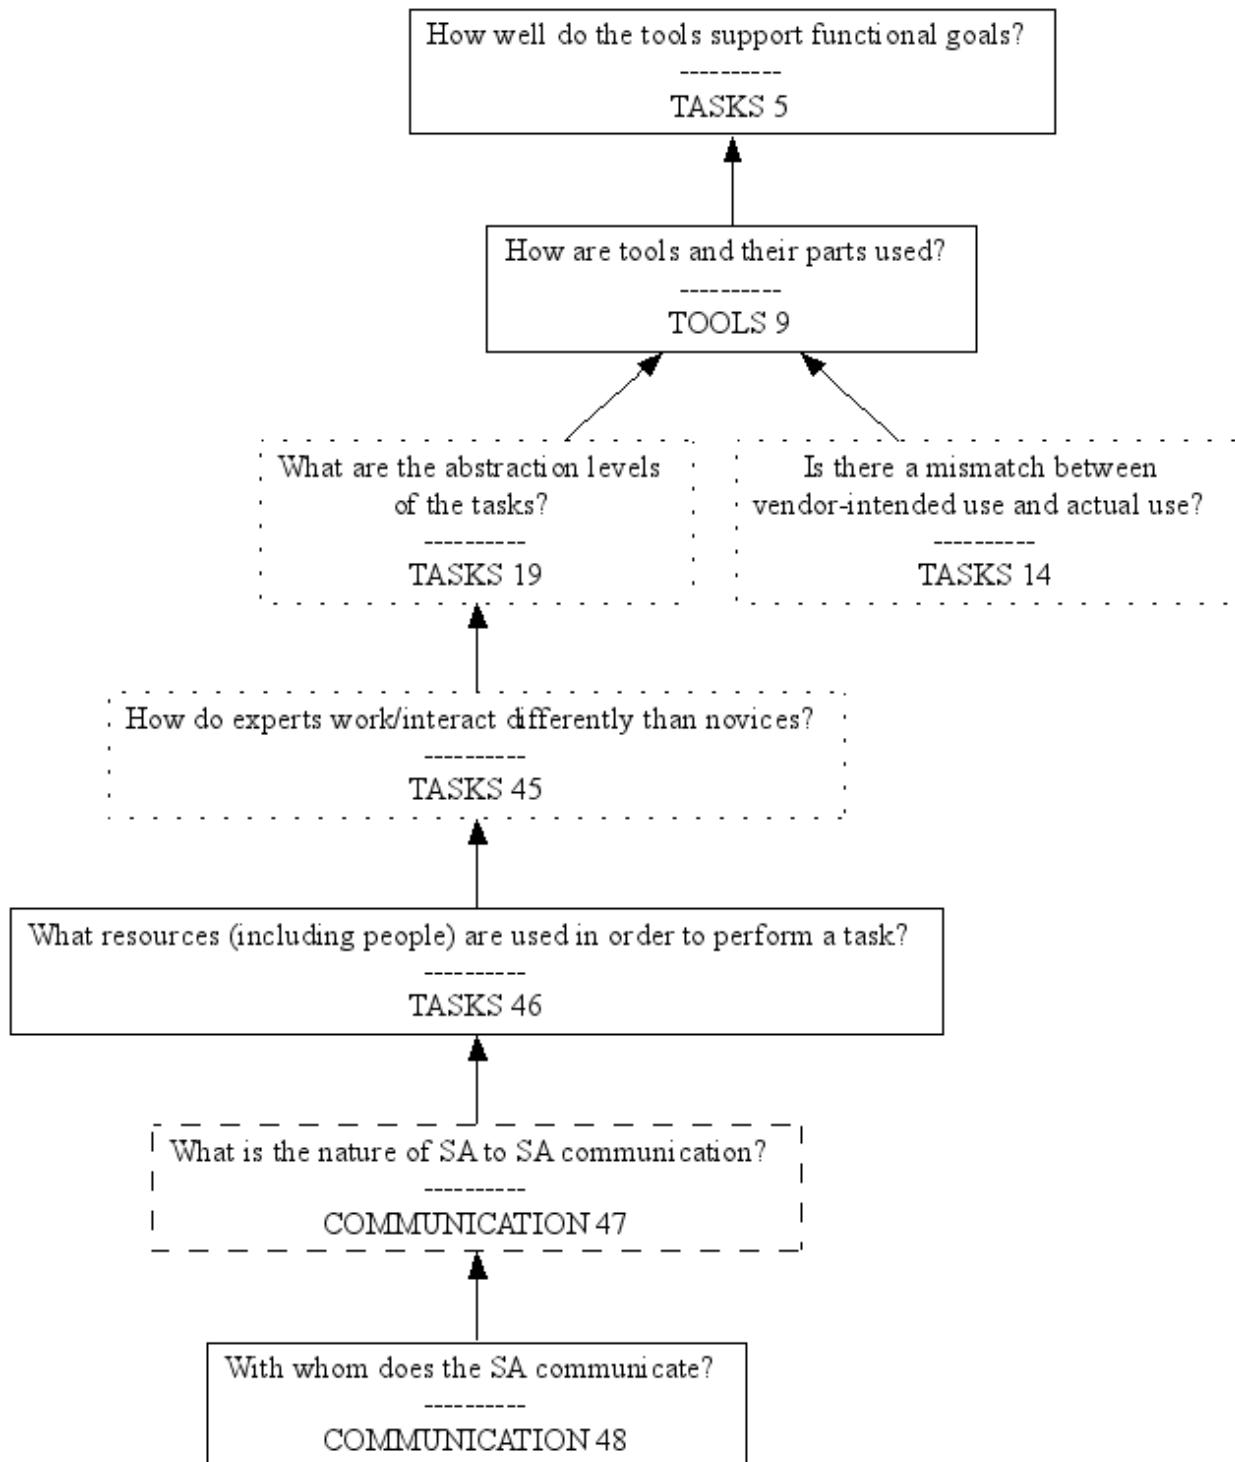 How well do the tools support functional goals?
----------
TASKS 5
How are tools and their parts used?
----------
TOOLS 9
What are the abstraction levels
of the tasks?
----------
TASKS 19
Is there a mismatch between
vendor-intended use and actual use?
----------
TASKS 14
How do experts work/interact differently than novices?
----------
TASKS 45
What resources (including people) are used in order to perform a task?
----------
TASKS 46
What is the nature of SA to SA communication?
----------
COMMUNICATION 47
With whom does the SA communicate?
----------
COMMUNICATION 48